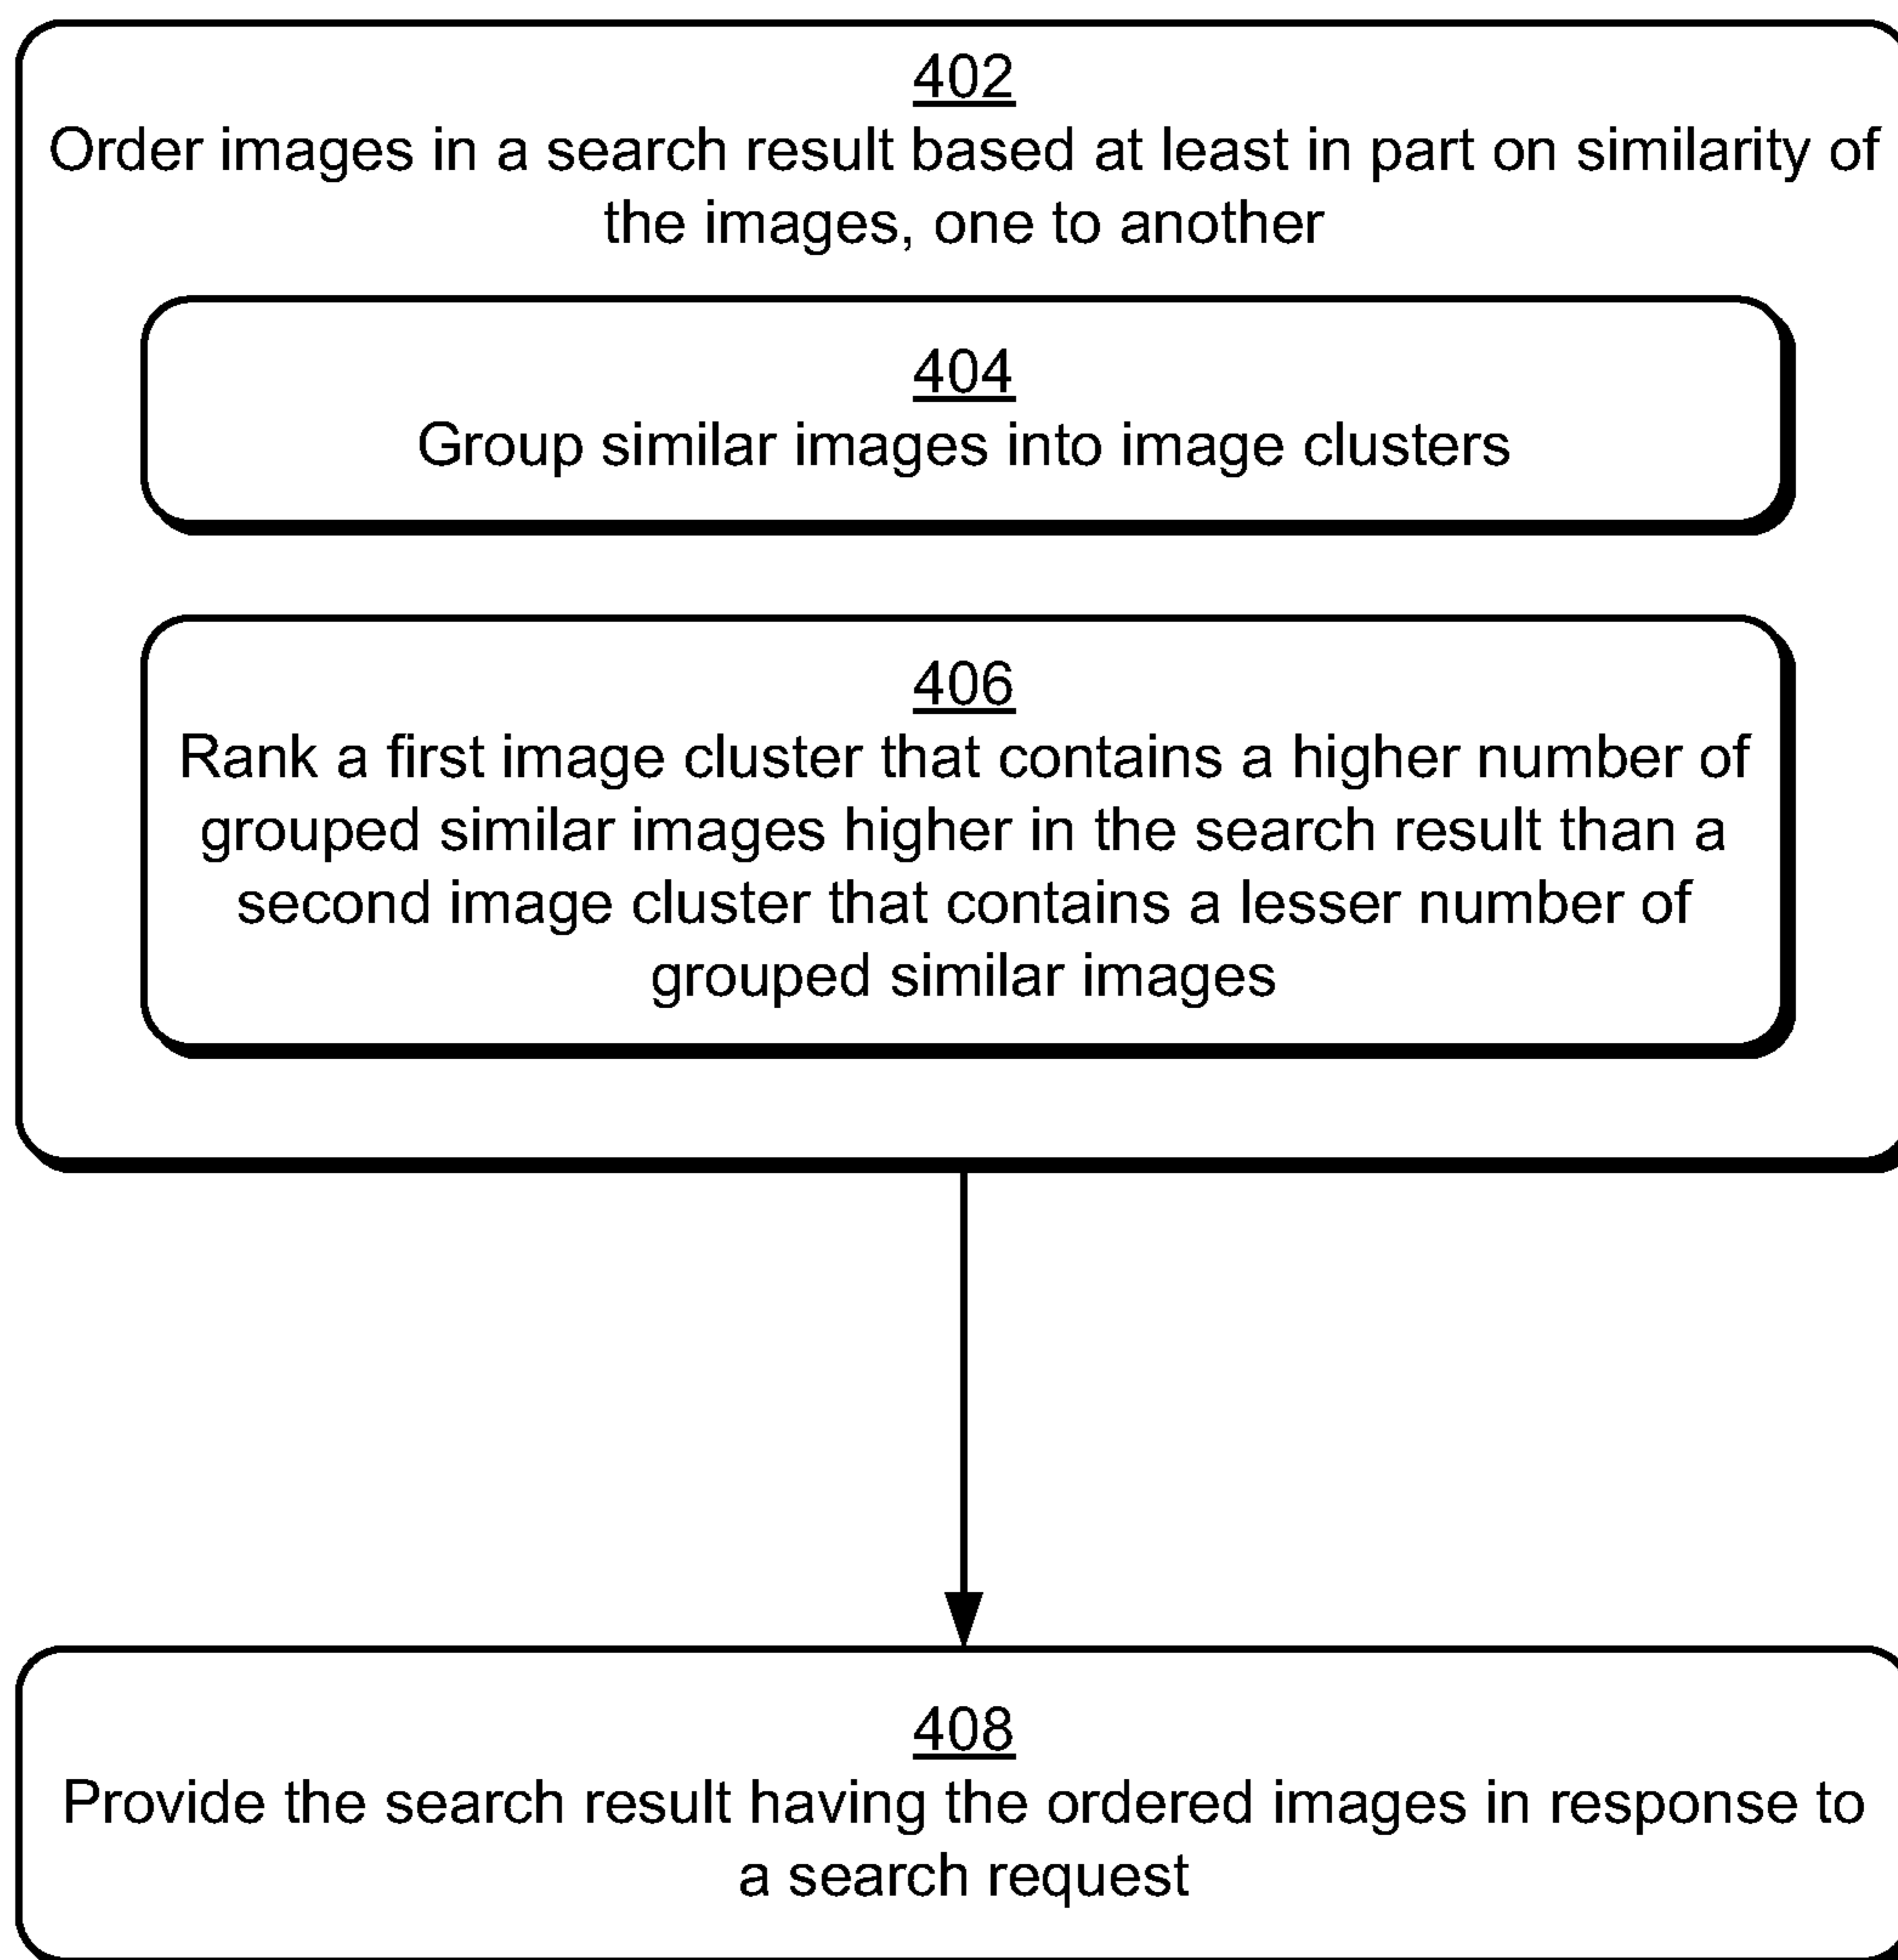 402
Order images in a search result based at least in part on similarity of
the images, one to another
404
Group similar images into image clusters
406
Rank a first image cluster that contains a higher number of
grouped similar images higher in the search result than a
second image cluster that contains a lesser number of
grouped similar images
408
Provide the search result having the ordered images in response to
a search request